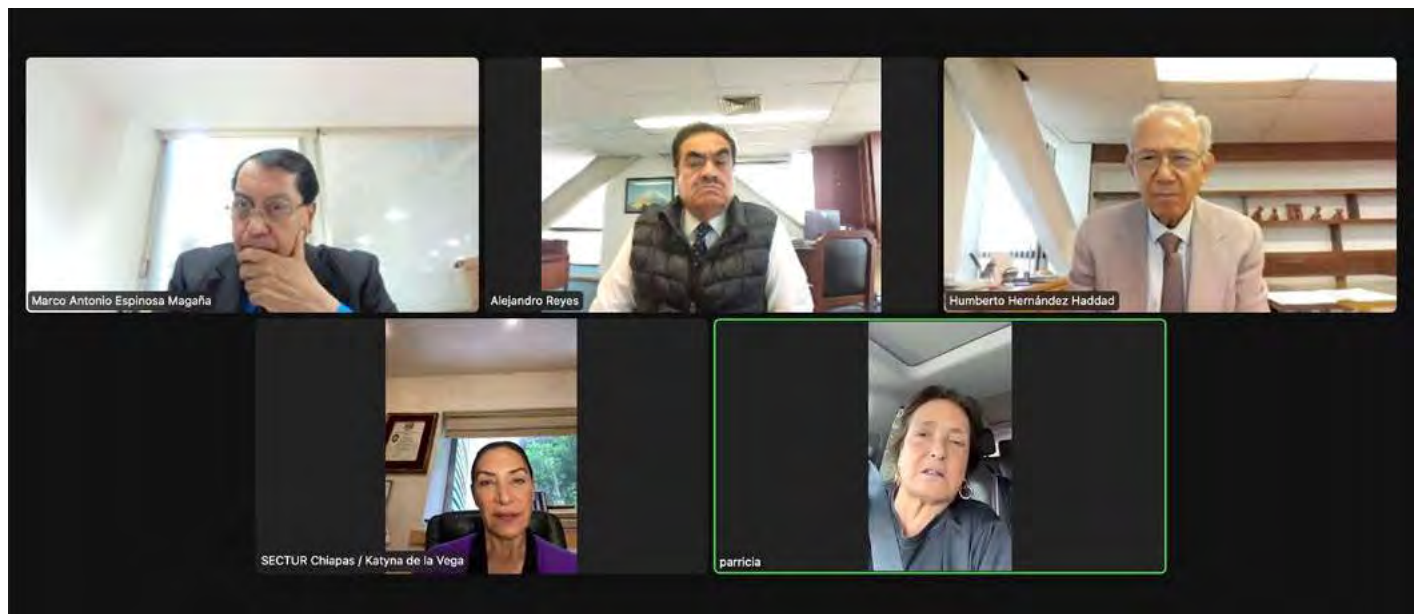 Marco Antonio Espinosa Magaña
Alejandro Reyes
Humberto Hernández Haddad
SECTUR Chiapas / Katyna de la Vega
parricia